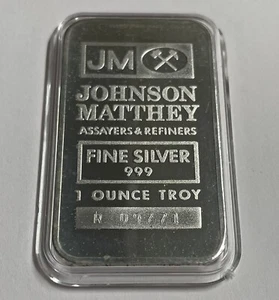 JM
JOHNSON
MATTHEY
ASSAYERS & REFINERS
FINE SILVER
999
1 OUNCE TROY